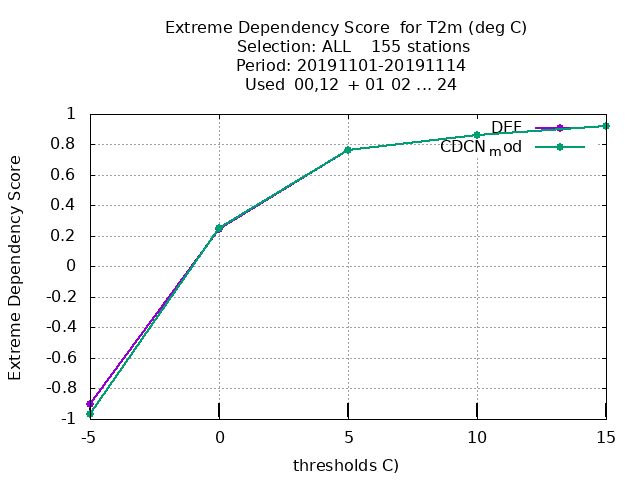 Extreme Dependency Score  for T2m (deg C)
Selection: ALL    155 stations
Period: 20191101-20191114
Used  00,12  + 01 02 ... 24
Extreme Dependency Score
1
0.8
0.6
0.4
0.2
0
-0.2
-0.4
-0.6
-0.8
-1
DEF
CDCNmod
-5
0
5
10
15
thresholds C)